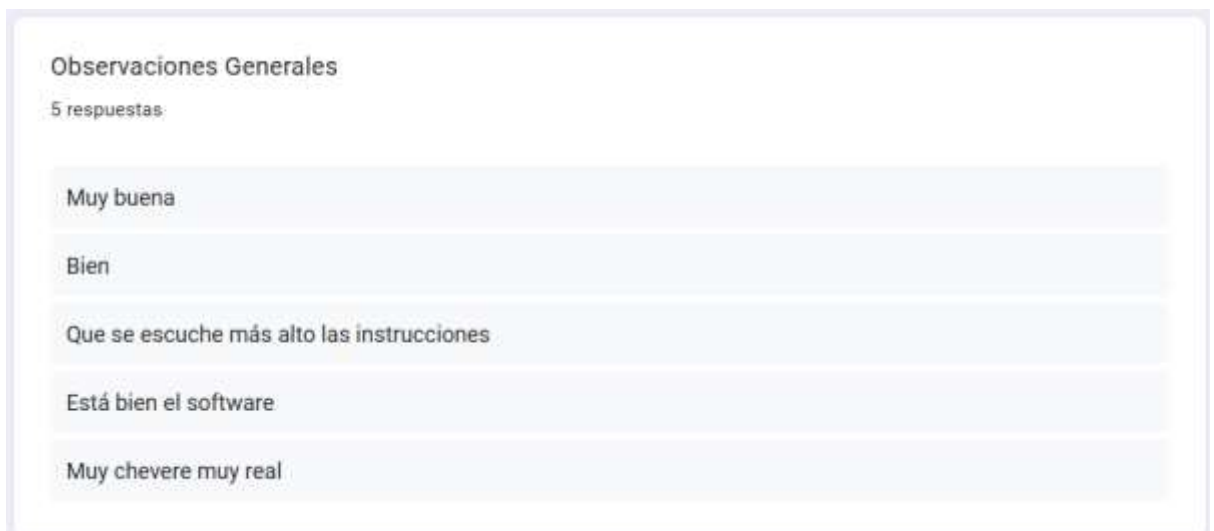 Observaciones Generales
5 respuestas
Muy buena
Bien
Que se escuche más alto las instrucciones
Está bien el software
Muy chevere muy real